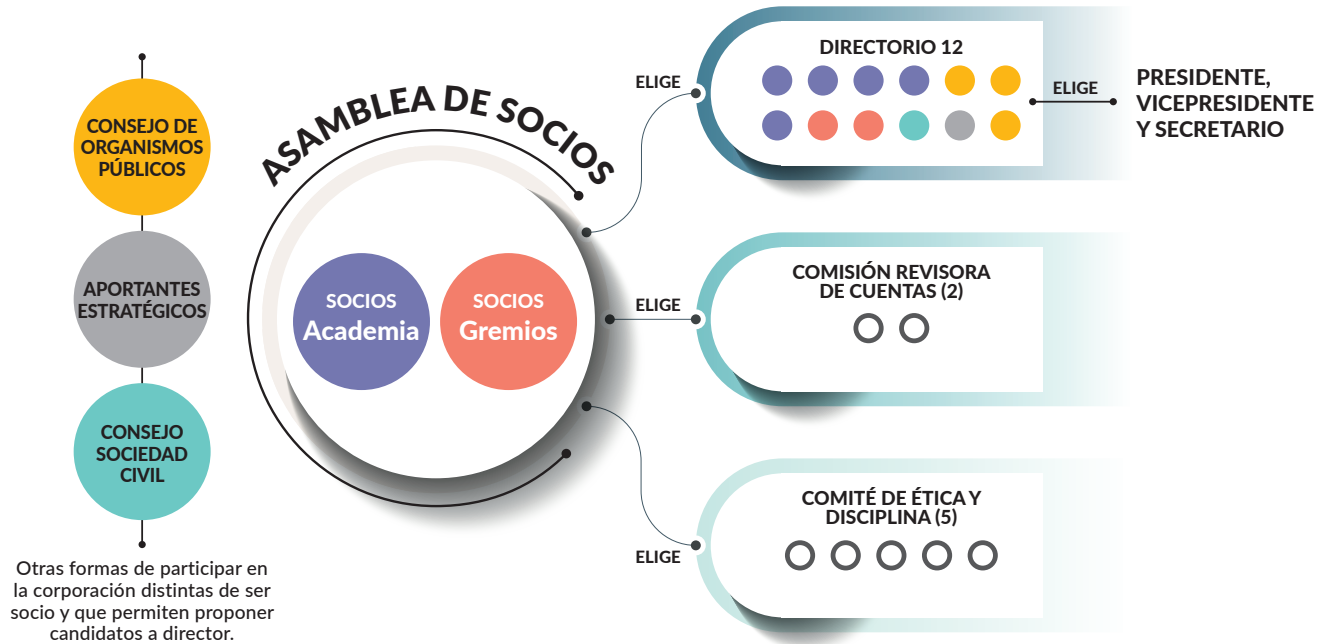 CONSEJO DE
ORGANISMOS
PÚBLICOS
APORTANTES
ESTRATÉGICOS
CONSEJO
SOCIEDAD
CIVIL
Otras formas de participar en
la corporación distintas de ser
socio y que permiten proponer
candidatos a director.
ASAMBLEA DE SOCIOS
SOCIOS
Academia
SOCIOS
Gremios
ELIGE
DIRECTORIO 12
ELIGE
PRESIDENTE,
VICEPRESIDENTE
Y SECRETARIO
ELIGE
COMISIÓN REVISORA
DE CUENTAS (2)
ELIGE
COMITÉ DE ÉTICA Y
DISCIPLINA (5)